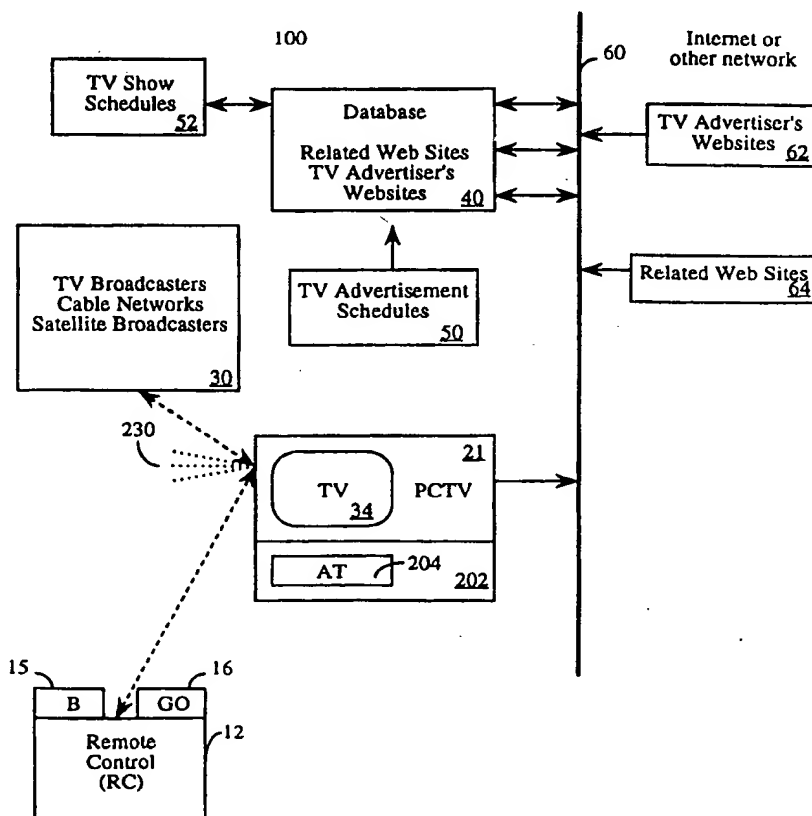 100
60
Internet or
other network
TV Show
Schedules
52
Database
Related Web Sites
TV Advertiser's
Websites
40
TV Advertiser's
Websites
62
TV Broadcasters
Cable Networks
Satellite Broadcasters
30
TV Advertisement
Schedules
50
Related Web Sites
64
230
21
TV
34
PCTV
AT
204
202
15
16
B
GO
Remote
Control
(RC)
12